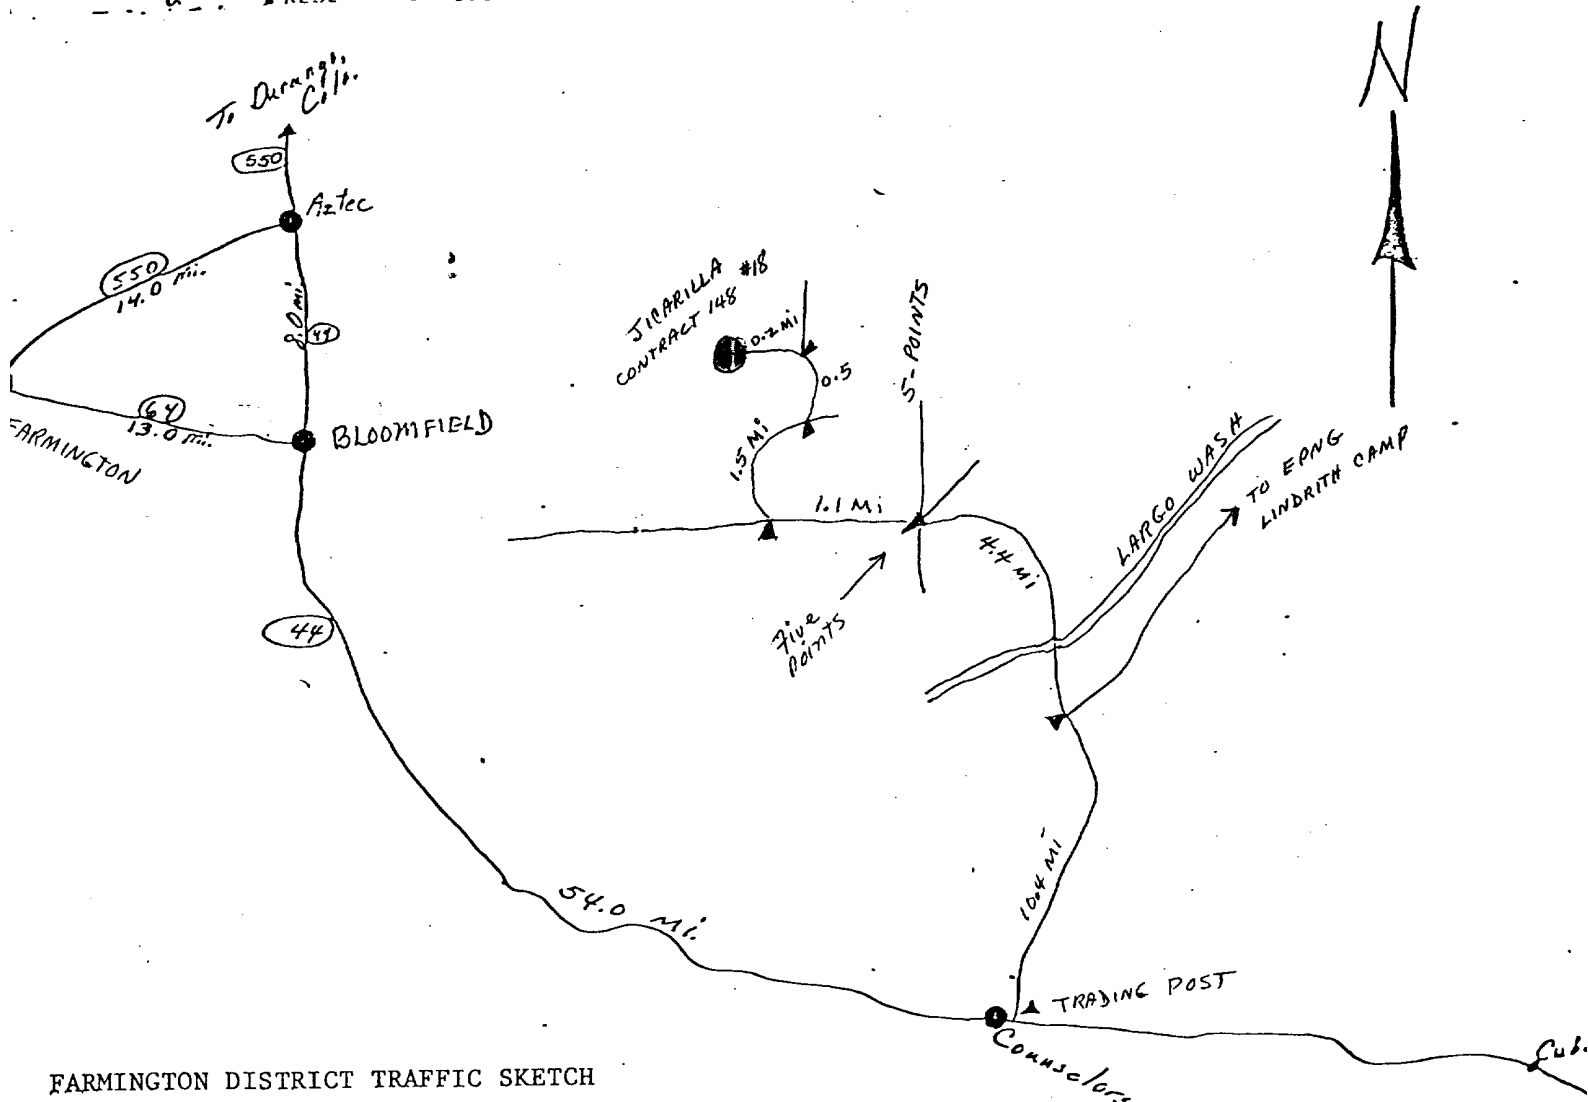 N
To Durango,
Colo.
550
Aztec
550
14.0 mi.
8.0 mi
44
JICARILLA #18
CONTRACT 148
0.2 Mi
0.5
5-POINTS
64
13.0 mi.
BLOOMFIELD
FARMINGTON
1.5 Mi
1.1 Mi
4.4 Mi
LARGO WASH
TO EPNG
LINDRITH CAMP
Five
Points
44
10.4 Mi
54.0 Mi.
TRADING POST
Counselors
Cub.
FARMINGTON DISTRICT TRAFFIC SKETCH